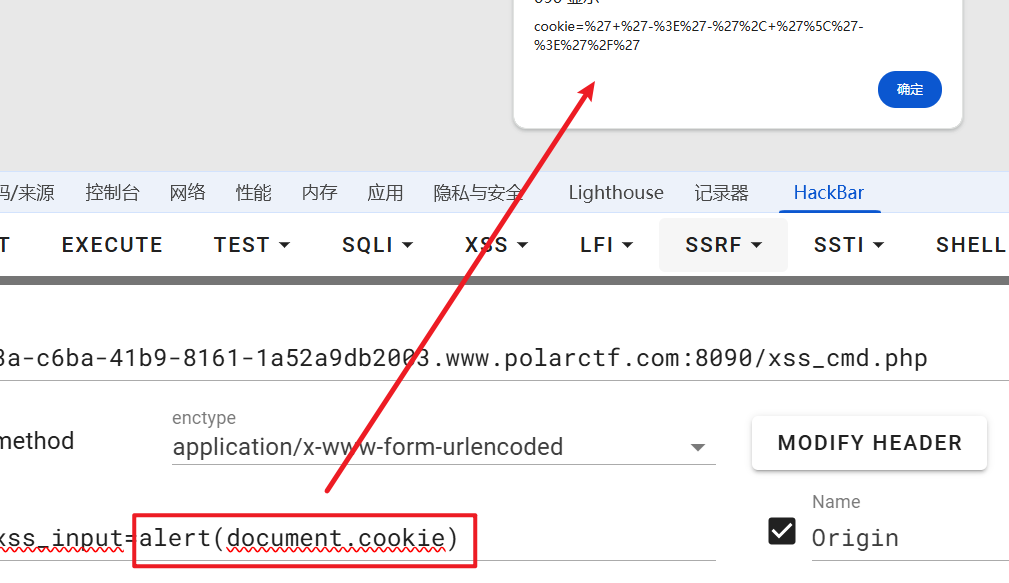 cookie=%27+%27-%3E%27-%27%2C+%27%5C%27-
%3E%27%2F%27
确定
码/来源 控制台 网络 性能 内存 应用 隐私与安全 Lighthouse 记录器 HackBar
T EXECUTE TEST SQLI XSS LFI SSRF SSTI SHELL
3a-c6ba-41b9-8161-1a52a9db2003.www.polarctf.com:8090/xss_cmd.php
enctype
method application/x-www-form-urlencoded MODIFY HEADER
Name
xss_input=alert(document.cookie) Origin